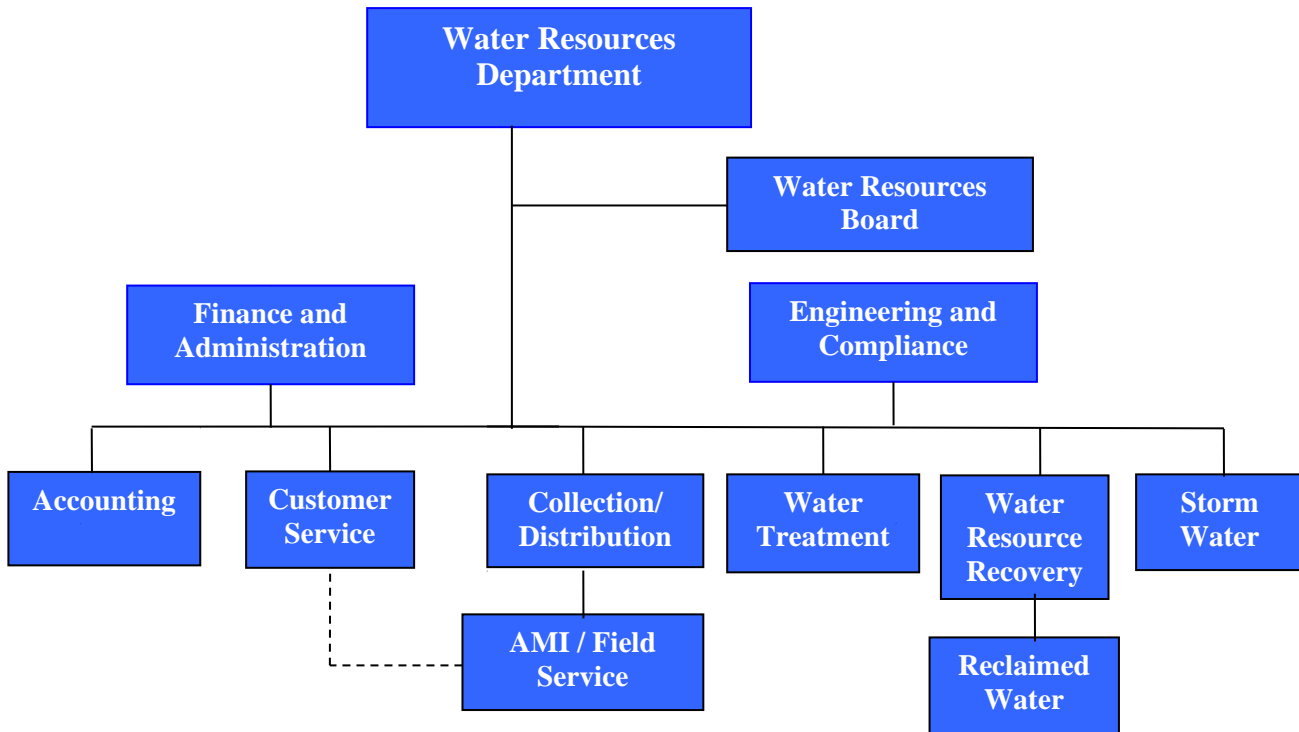 Water Resources
Department
Water Resources
Board
Finance and
Administration
Engineering and
Compliance
Accounting
Customer
Service
Collection/
Distribution
Water
Treatment
Water
Resource
Recovery
Storm
Water
AMI / Field
Service
Reclaimed
Water